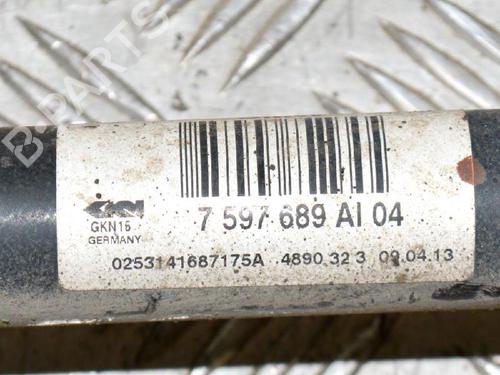 B-PARTS
7 597 689 AI 04
GKN
GKN15
GERMANY
0253141687175A 4890 32 3 09.04.13